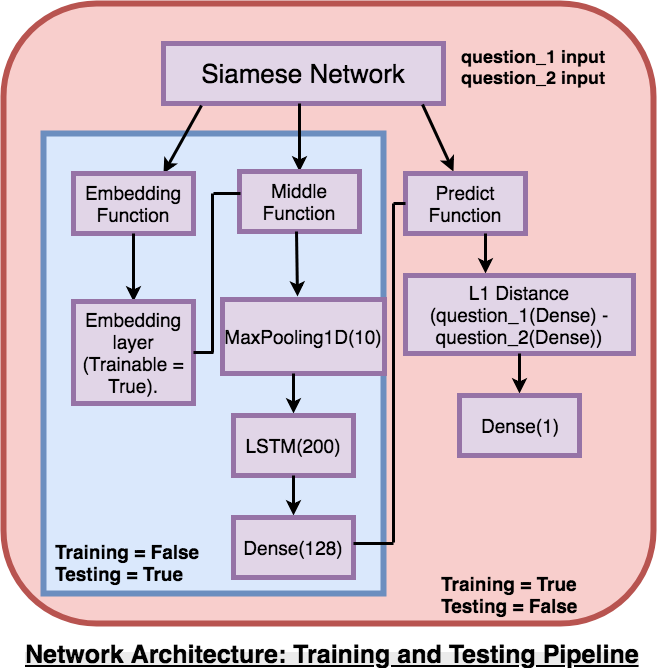 Siamese Network
question_1 input
question_2 input
Embedding
Function
Middle
Function
Predict
Function
Embedding
layer
(Trainable =
True).
MaxPooling1D(10)
L1 Distance
(question_1(Dense) -
question_2(Dense))
LSTM(200)
Dense(1)
Dense(128)
Training = False
Testing = True
Training = True
Testing = False
Network Architecture: Training and Testing Pipeline